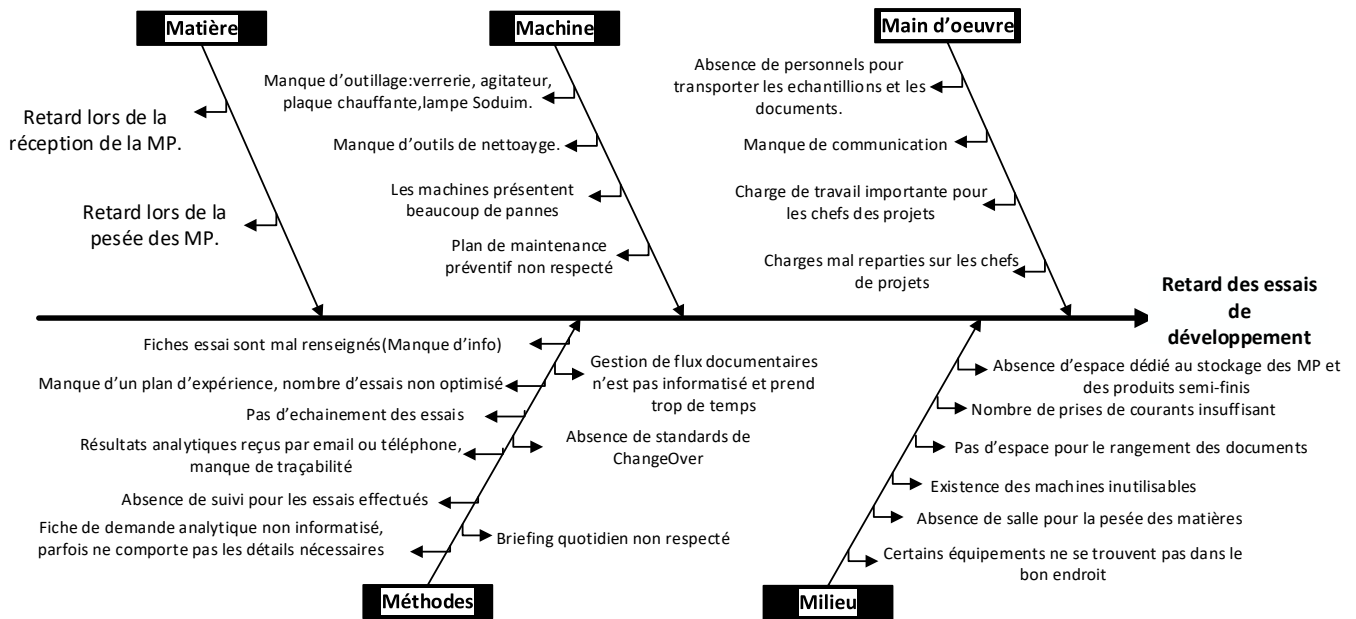 Matière
Machine
Main d'oeuvre
Retard lors de la
réception de la MP.
Retard lors de la
pesée des MP.
Manque d'outillage:verrerie, agitateur,
plaque chauffante,lampe Soduim.
Manque d'outils de nettoayge.
Les machines présentent
beaucoup de pannes
Plan de maintenance
préventif non respecté
Absence de personnels pour
transporter les echantillions et les
documents.
Manque de communication
Charge de travail importante pour
les chefs des projets
Charges mal reparties sur les chefs
de projets
Retard des essais
de
développement
Fiches essai sont mal renseignés(Manque d'info)
Manque d'un plan d'expérience, nombre d'essais non optimisé
Pas d'echainement des essais
Résultats analytiques reçus par email ou téléphone,
manque de traçabilité
Absence de suivi pour les essais effectués
Fiche de demande analytique non informatisé,
parfois ne comporte pas les détails nécessaires
Gestion de flux documentaires
n'est pas informatisé et prend
trop de temps
Absence de standards de
ChangeOver
Briefing quotidien non respecté
Absence d'espace dédié au stockage des MP et
des produits semi-finis
Nombre de prises de courants insuffisant
Pas d'espace pour le rangement des documents
Existence des machines inutilisables
Absence de salle pour la pesée des matières
Certains équipements ne se trouvent pas dans le
bon endroit
Méthodes
Milieu